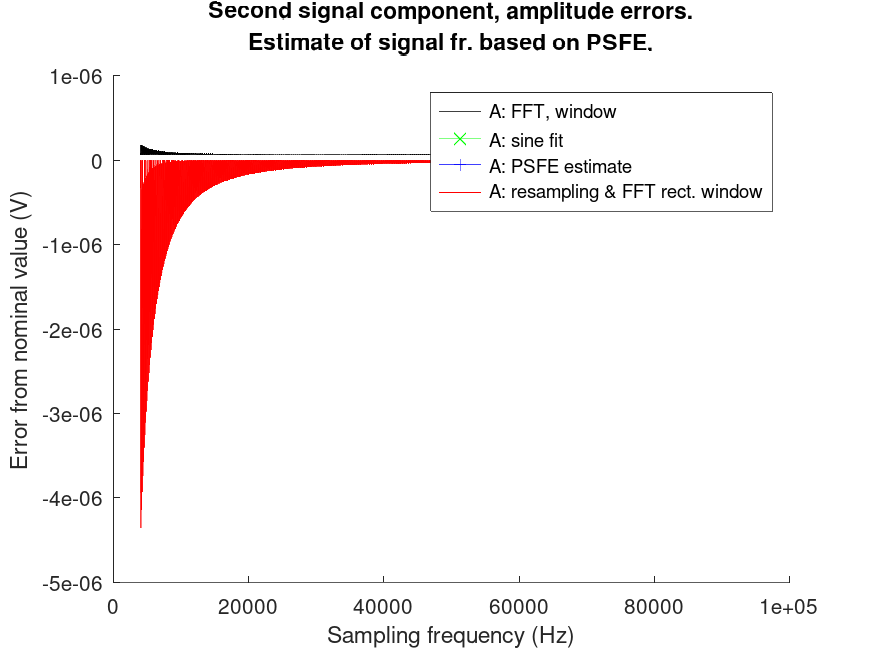 Second signal component, amplitude errors.
Estimate of signal fr. based on PSFE.
1e-06
0
-1e-06
-2e-06
-3e-06
-4e-06
-5e-06
Error from nominal value (V)
A: FFT, window
A: sine fit
A: PSFE estimate
A: resampling & FFT rect. window
0
20000
40000
60000
80000
1e+05
Sampling frequency (Hz)